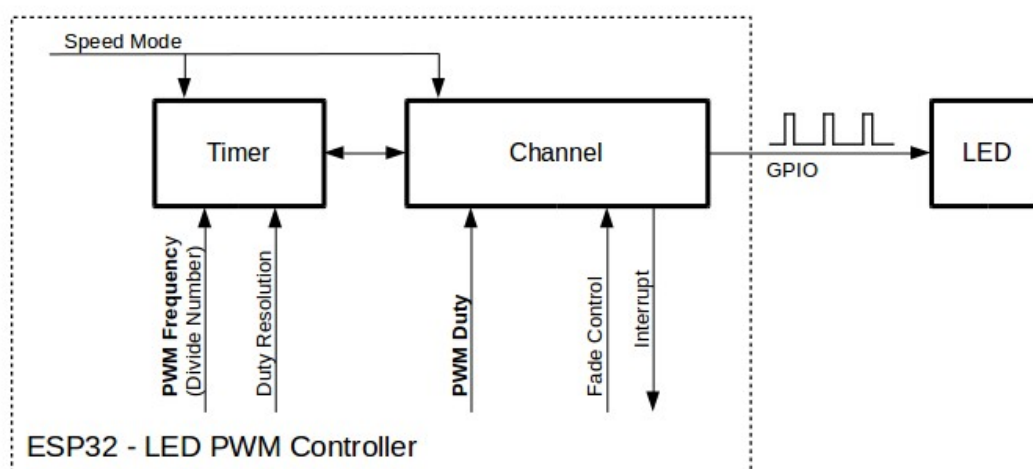 Speed Mode
Timer
Channel
GPIO
LED
PWM Frequency
(Divide Number)
Duty Resolution
PWM Duty
Fade Control
Interrupt
ESP32 - LED PWM Controller